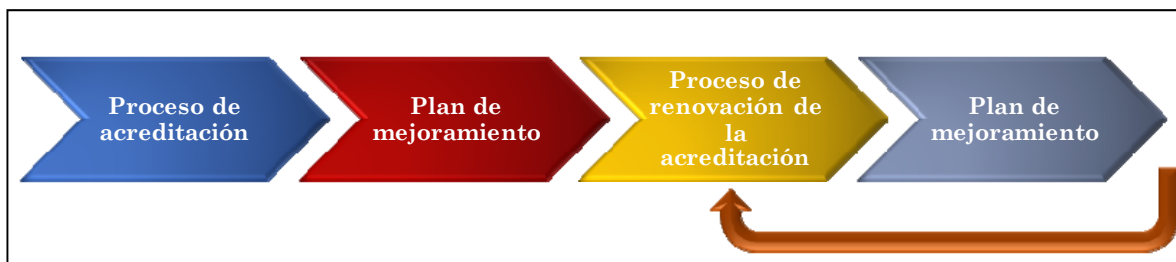 Proceso de
acreditación
Plan de
mejoramiento
Proceso de
renovación de
la
acreditación
Plan de
mejoramiento